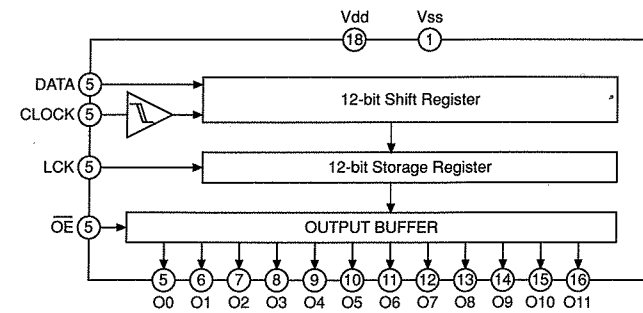 Vdd Vss
18 1
DATA 5
12-bit Shift Register
CLOCK 5
LCK 5
12-bit Storage Register
OE 5
OUTPUT BUFFER
5 6 7 8 9 10 11 12 13 14 15 16
O0 O1 O2 O3 O4 O5 O6 O7 O8 O9 O10 O11